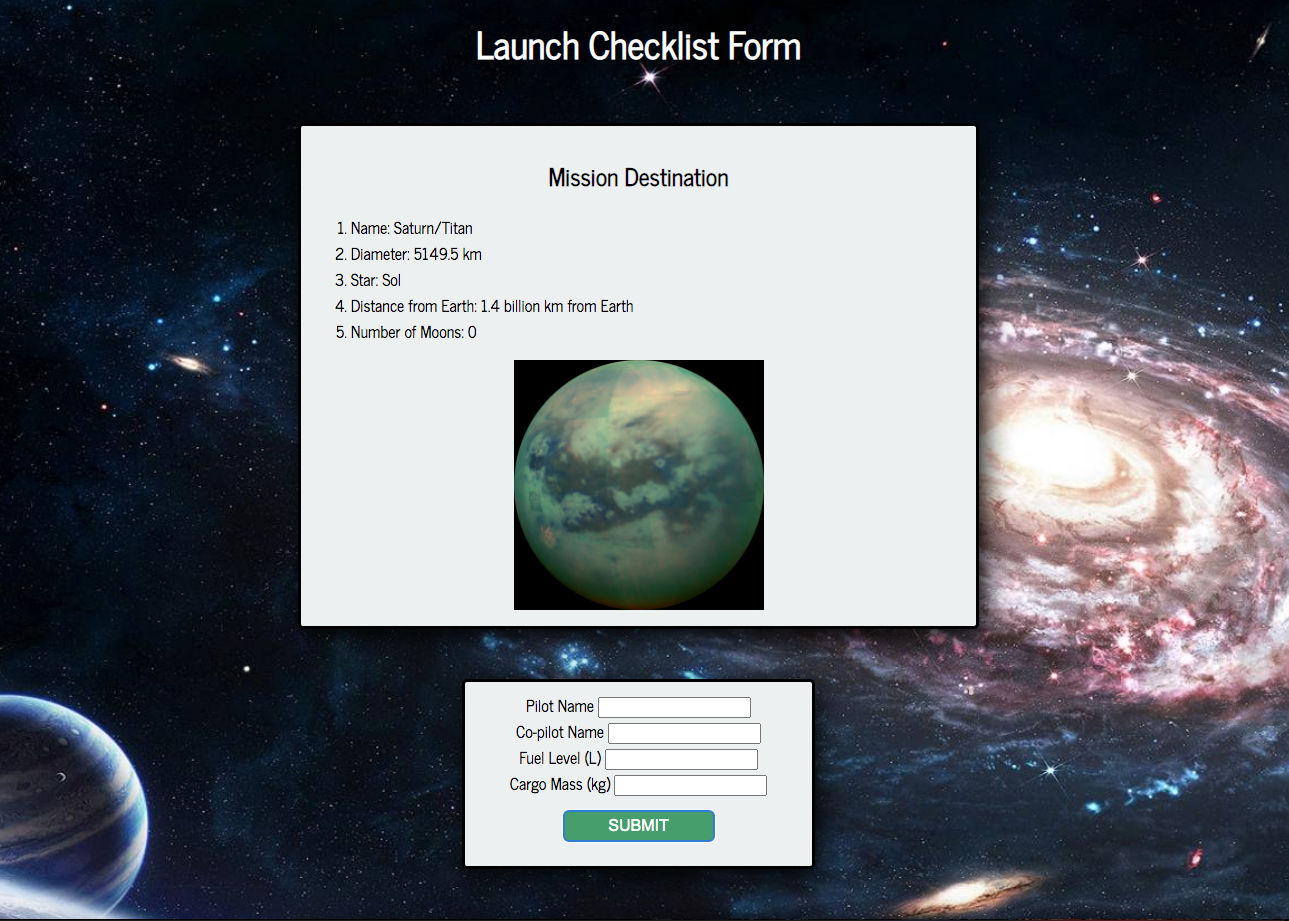 Launch Checklist Form
Mission Destination
1. Name: Saturn/Titan
2. Diameter: 5149.5 km
3. Star: Sol
4. Distance from Earth: 1.4 billion km from Earth
5. Number of Moons: 0
Pilot Name
Co-pilot Name
Fuel Level (L)
Cargo Mass (kg)
SUBMIT